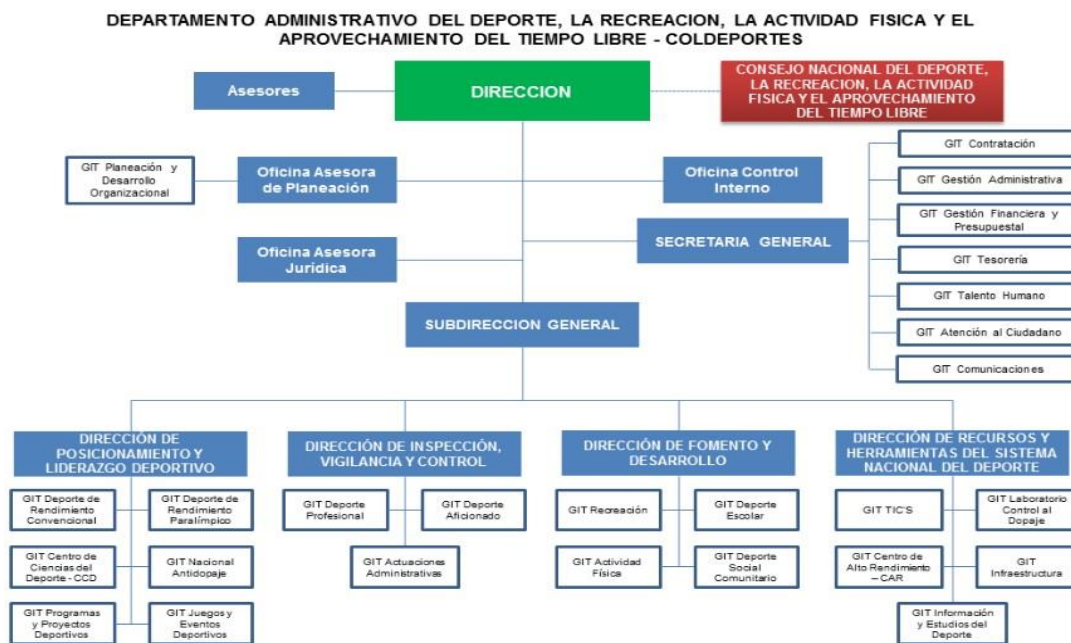 DEPARTAMENTO ADMINISTRATIVO DEL DEPORTE, LA RECREACION, LA ACTIVIDAD FISICA Y EL
APROVECHAMIENTO DEL TIEMPO LIBRE - COLDEPORTES
Asesores
DIRECCION
CONSEJO NACIONAL DEL DEPORTE,
LA RECREACION, LA ACTIVIDAD
FISICA Y EL APROVECHAMIENTO
DEL TIEMPO LIBRE
GIT Planeación y
Desarrollo
Organizacional
Oficina Asesora
de Planeación
Oficina Control
Interno
Oficina Asesora
Jurídica
SECRETARIA GENERAL
GIT Contratación
GIT Gestión Administrativa
GIT Gestión Financiera y
Presupuestal
GIT Tesorería
GIT Talento Humano
GIT Atención al Ciudadano
GIT Comunicaciones
SUBDIRECCION GENERAL
DIRECCIÓN DE
POSICIONAMIENTO Y
LIDERAZGO DEPORTIVO
GIT Deporte de
Rendimiento
Convencional
GIT Deporte de
Rendimiento
Paralímpico
GIT Centro de
Ciencias del
Deporte - CCD
GIT Nacional
Antidopaje
GIT Programas
y Proyectos
Deportivos
GIT Juegos y
Eventos
Deportivos
DIRECCIÓN DE INSPECCIÓN,
VIGILANCIA Y CONTROL
GIT Deporte
Profesional
GIT Deporte
Aficionado
GIT Actuaciones
Administrativas
DIRECCIÓN DE FOMENTO Y
DESARROLLO
GIT Recreación
GIT Deporte
Escolar
GIT Actividad
Física
GIT Deporte
Social
Comunitario
DIRECCIÓN DE RECURSOS Y
HERRAMIENTAS DEL SISTEMA
NACIONAL DEL DEPORTE
GIT TIC'S
GIT Laboratorio
Control al
Dopaje
GIT Centro de
Alto Rendimiento
– CAR
GIT
Infraestructura
GIT Información
y Estudios del
Deporte